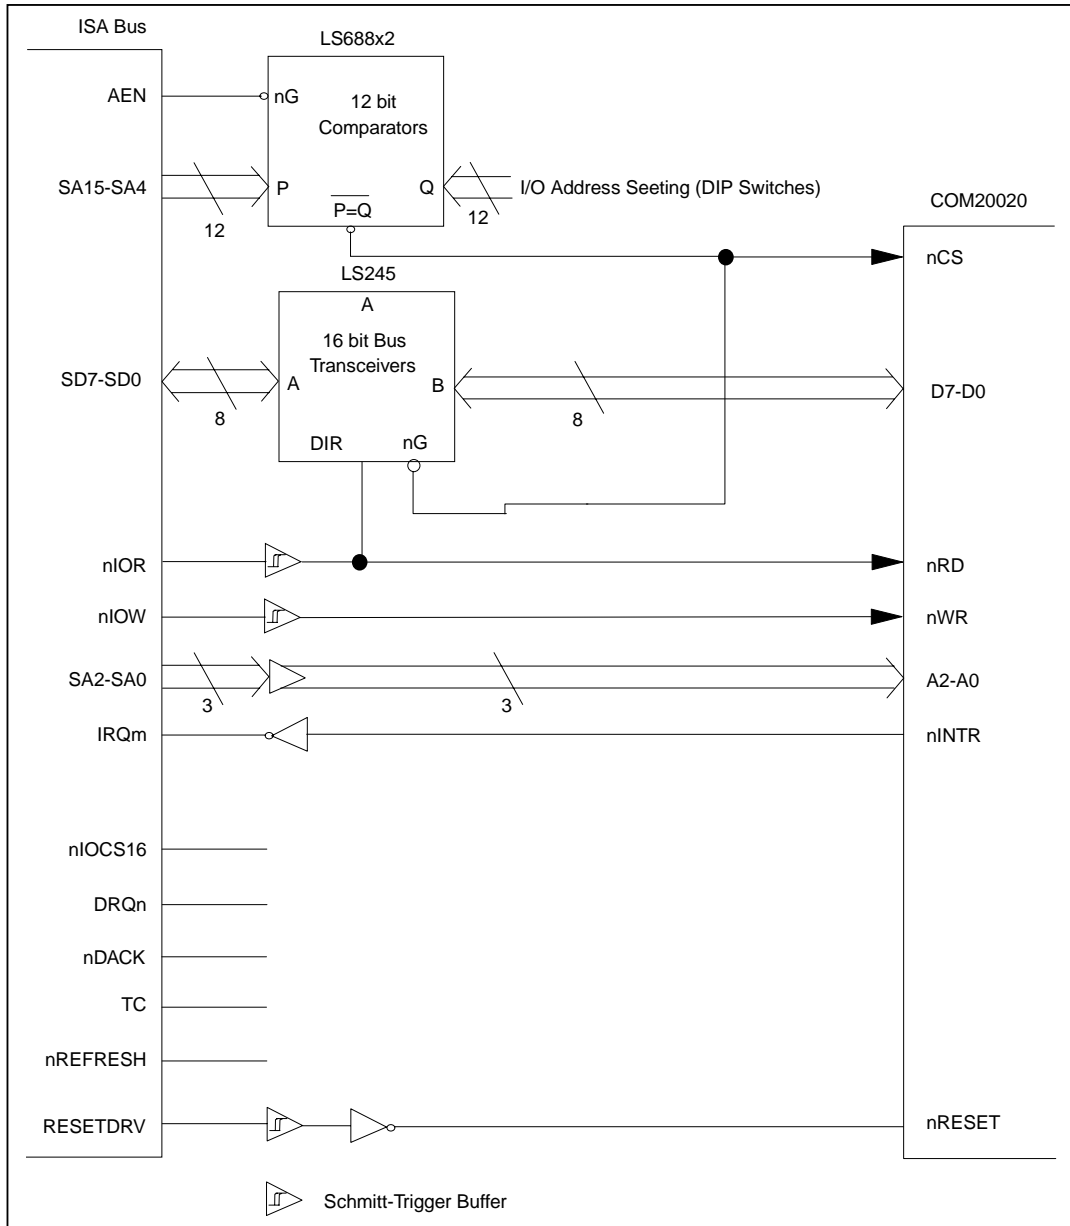 ISA Bus
LS688x2
AEN
nG
12 bit
Comparators
SA15-SA4
P
Q
I/O Address Seeting (DIP Switches)
12
P=Q
12
COM20020
nCS
LS245
A
16 bit Bus
Transceivers
SD7-SD0
A
B
D7-D0
8
8
DIR
nG
nIOR
nRD
nIOW
nWR
SA2-SA0
A2-A0
3
3
IRQm
nINTR
nIOCS16
DRQn
nDACK
TC
nREFRESH
RESETDRV
nRESET
Schmitt-Trigger Buffer